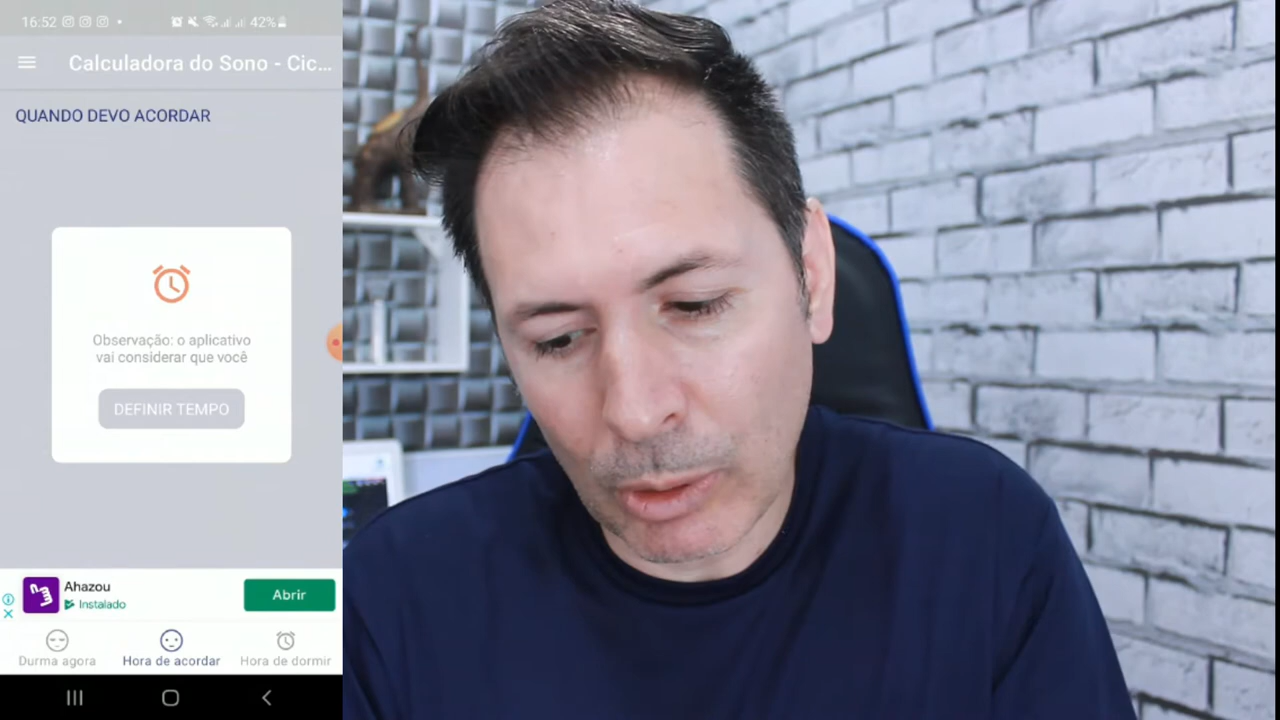 16:52
42%
Calculadora do Sono - Cic...
QUANDO DEVO ACORDAR
Observação: o aplicativo
vai considerar que você
DEFINIR TEMPO
Ahazou
Instalado
Abrir
Durma agora
Hora de acordar
Hora de dormir